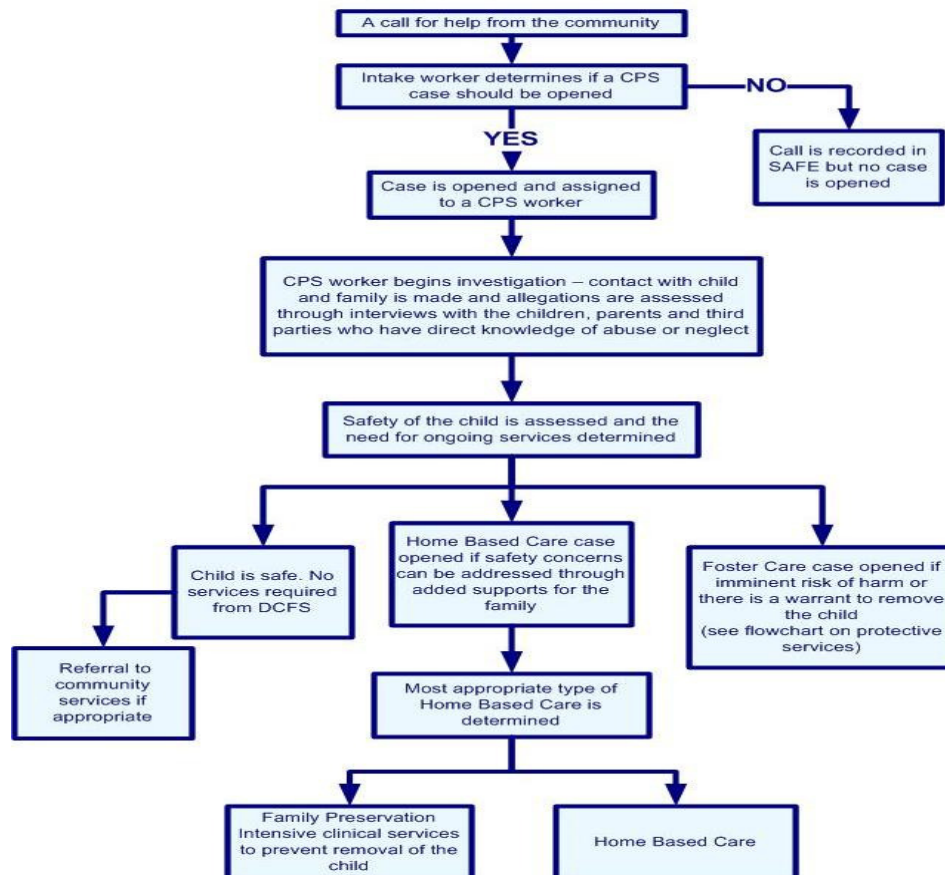 A call for help from the community
Intake worker determines if a CPS
case should be opened
NO
YES
Call is recorded in
SAFE but no case
is opened
Case is opened and assigned
to a CPS worker
CPS worker begins investigation – contact with child
and family is made and allegations are assessed
through interviews with the children, parents and third
parties who have direct knowledge of abuse or neglect
Safety of the child is assessed and the
need for ongoing services determined
Child is safe. No
services required
from DCFS
Home Based Care case
opened if safety concerns
can be addressed through
added supports for the
family
Foster Care case opened if
imminent risk of harm or
there is a warrant to remove
the child
(see flowchart on protective
services)
Referral to
community
services if
appropriate
Most appropriate type of
Home Based Care is
determined
Family Preservation
Intensive clinical services
to prevent removal of the
child
Home Based Care